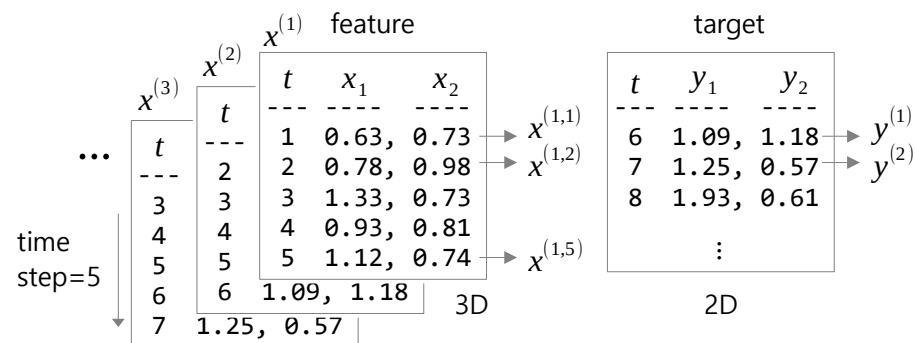 feature
x^(1)
t x_1 x_2
--- ---- ----
1 0.63, 0.73 x^(1,1)
2 0.78, 0.98 x^(1,2)
3 1.33, 0.73
4 0.93, 0.81
5 1.12, 0.74 x^(1,5)
3D
x^(2)
t
---
2
3
4
5
6 1.09, 1.18
x^(3)
t
---
3
4
5
6
7 1.25, 0.57
...
time
step=5
target
t y_1 y_2
--- ---- ----
6 1.09, 1.18 y^(1)
7 1.25, 0.57 y^(2)
8 1.93, 0.61
⋮
2D